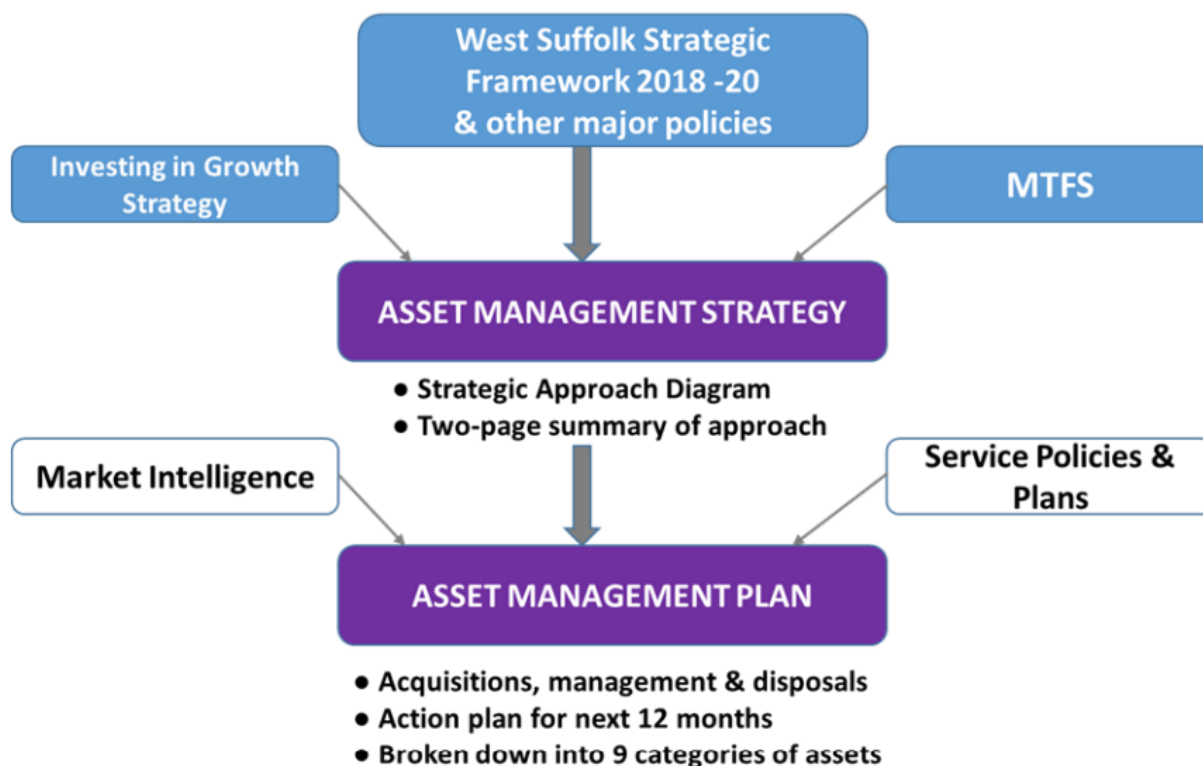 West Suffolk Strategic
Framework 2018 -20
& other major policies
Investing in Growth
Strategy
MTFS
ASSET MANAGEMENT STRATEGY
● Strategic Approach Diagram
● Two-page summary of approach
Market Intelligence
Service Policies &
Plans
ASSET MANAGEMENT PLAN
● Acquisitions, management & disposals
● Action plan for next 12 months
● Broken down into 9 categories of assets